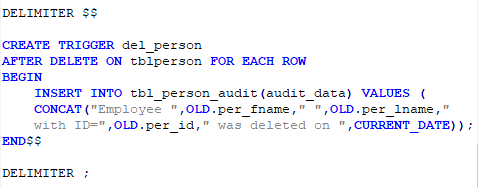 DELIMITER $$
CREATE TRIGGER del_person
AFTER DELETE ON tblperson FOR EACH ROW
BEGIN
INSERT INTO tbl_person_audit(audit_data) VALUES (
CONCAT("Employee ",OLD.per_fname," ",OLD.per_lname,"
with ID=",OLD.per_id," was deleted on ",CURRENT_DATE));
END$$
DELIMITER ;